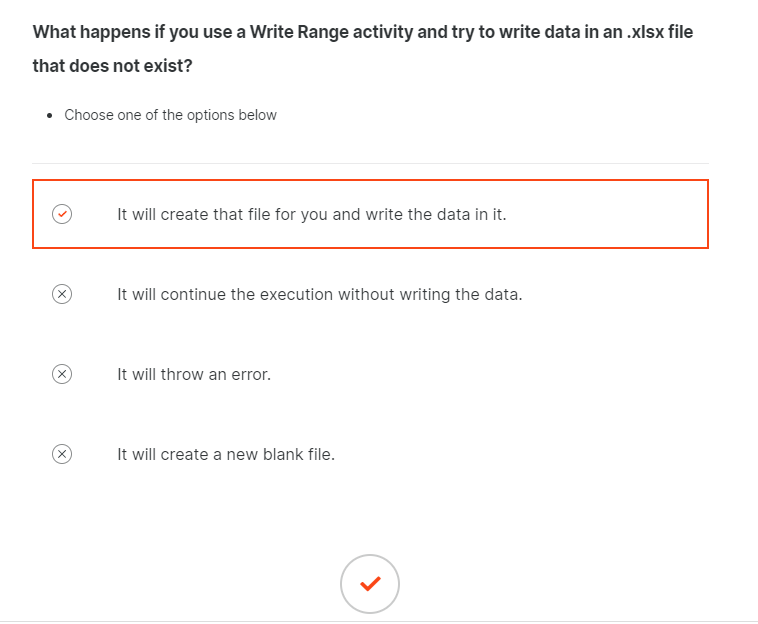 What happens if you use a Write Range activity and try to write data in an .xlsx file
that does not exist?
Choose one of the options below
It will create that file for you and write the data in it.
It will continue the execution without writing the data.
It will throw an error.
It will create a new blank file.